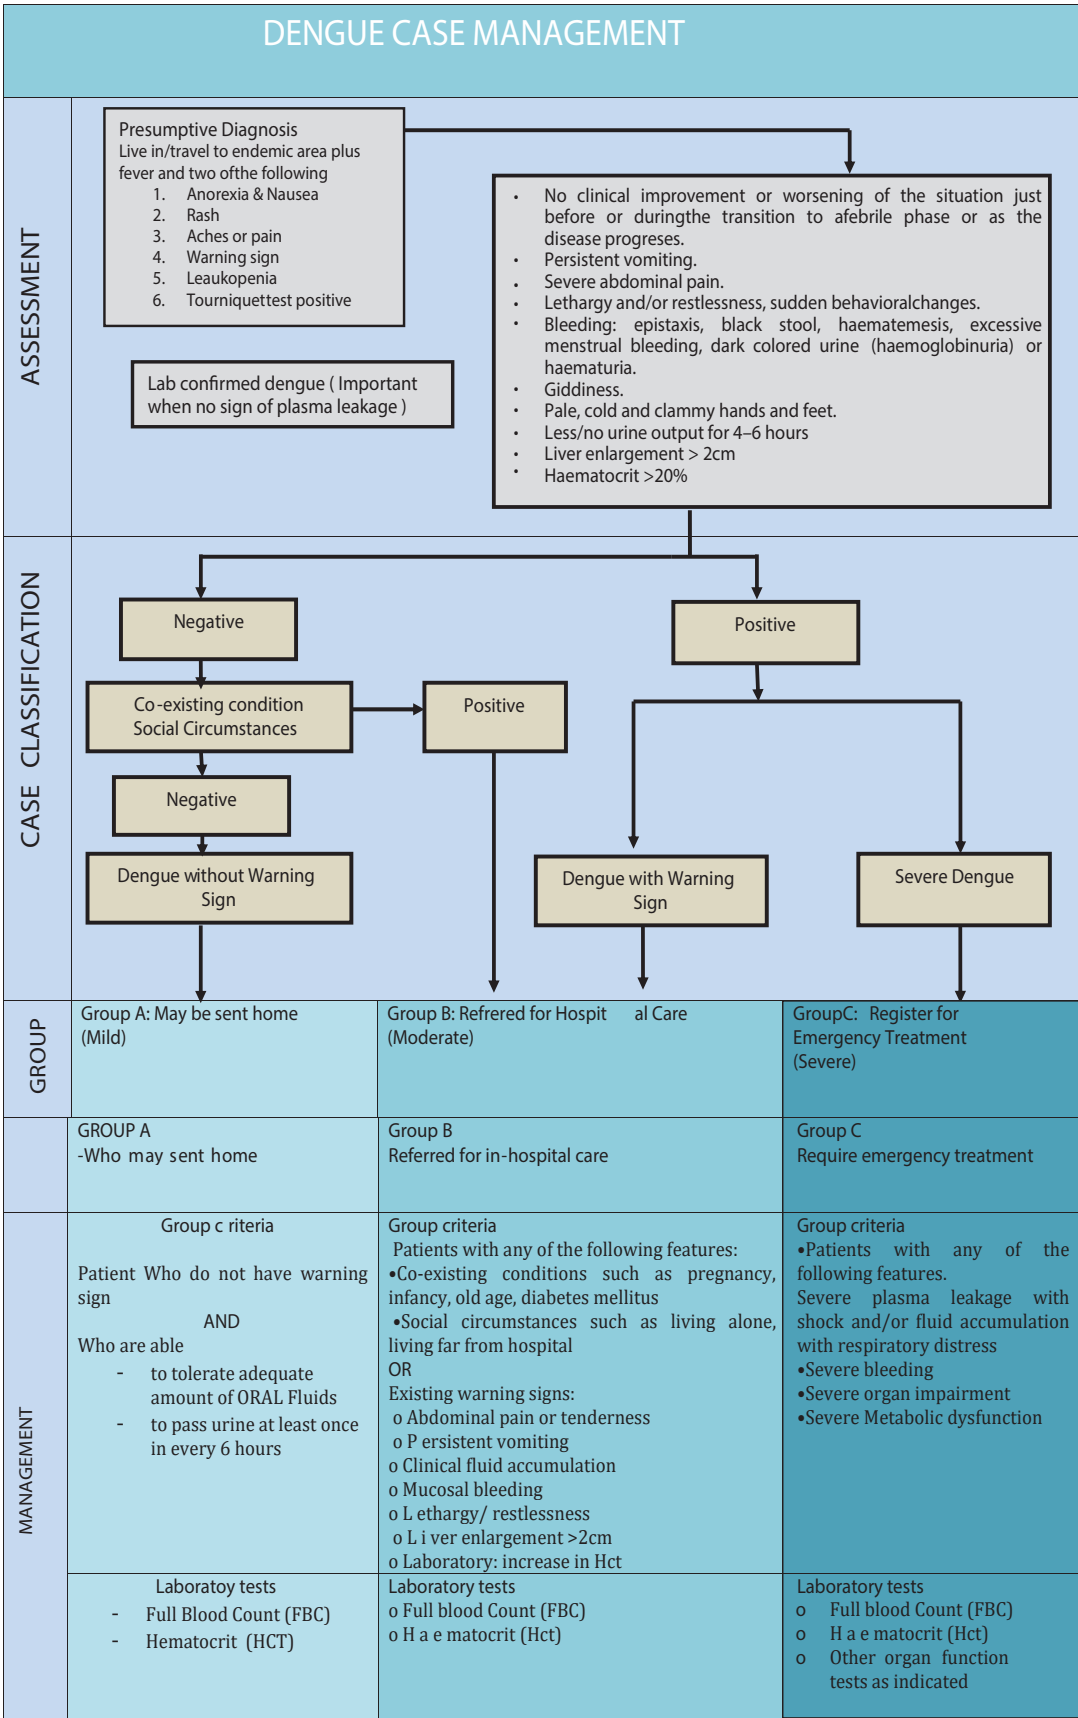 DENGUE CASE MANAGEMENT
ASSESSMENT
Presumptive Diagnosis
Live in/travel to endemic area plus
fever and two ofthe following
1. Anorexia & Nausea
2. Rash
3. Aches or pain
4. Warning sign
5. Leaukopenia
6. Tourniquettest positive
Lab confirmed dengue ( Important
when no sign of plasma leakage )
• No clinical improvement or worsening of the situation just
before or duringthe transition to afebrile phase or as the
disease progreses.
• Persistent vomiting.
• Severe abdominal pain.
• Lethargy and/or restlessness, sudden behavioralchanges.
• Bleeding: epistaxis, black stool, haematemesis, excessive
menstrual bleeding, dark colored urine (haemoglobinuria) or
haematuria.
• Giddiness.
• Pale, cold and clammy hands and feet.
• Less/no urine output for 4–6 hours
• Liver enlargement > 2cm
• Haematocrit >20%
CASE CLASSIFICATION
Negative
Positive
Co-existing condition
Social Circumstances
Positive
Negative
Dengue without Warning
Sign
Dengue with Warning
Sign
Severe Dengue
GROUP
Group A: May be sent home
(Mild)
Group B: Refrered for Hospit al Care
(Moderate)
GroupC: Register for
Emergency Treatment
(Severe)
GROUP A
-Who may sent home
Group B
Referred for in-hospital care
Group C
Require emergency treatment
MANAGEMENT
Group c riteria
Patient Who do not have warning
sign
AND
Who are able
- to tolerate adequate
amount of ORAL Fluids
- to pass urine at least once
in every 6 hours
Group criteria
Patients with any of the following features:
•Co-existing conditions such as pregnancy,
infancy, old age, diabetes mellitus
•Social circumstances such as living alone,
living far from hospital
OR
Existing warning signs:
o Abdominal pain or tenderness
o P ersistent vomiting
o Clinical fluid accumulation
o Mucosal bleeding
o L ethargy/ restlessness
o L i ver enlargement >2cm
o Laboratory: increase in Hct
Group criteria
•Patients with any of the
following features.
Severe plasma leakage with
shock and/or fluid accumulation
with respiratory distress
•Severe bleeding
•Severe organ impairment
•Severe Metabolic dysfunction
Laboratoy tests
- Full Blood Count (FBC)
- Hematocrit (HCT)
Laboratory tests
o Full blood Count (FBC)
o H a e matocrit (Hct)
Laboratory tests
o Full blood Count (FBC)
o H a e matocrit (Hct)
o Other organ function
tests as indicated